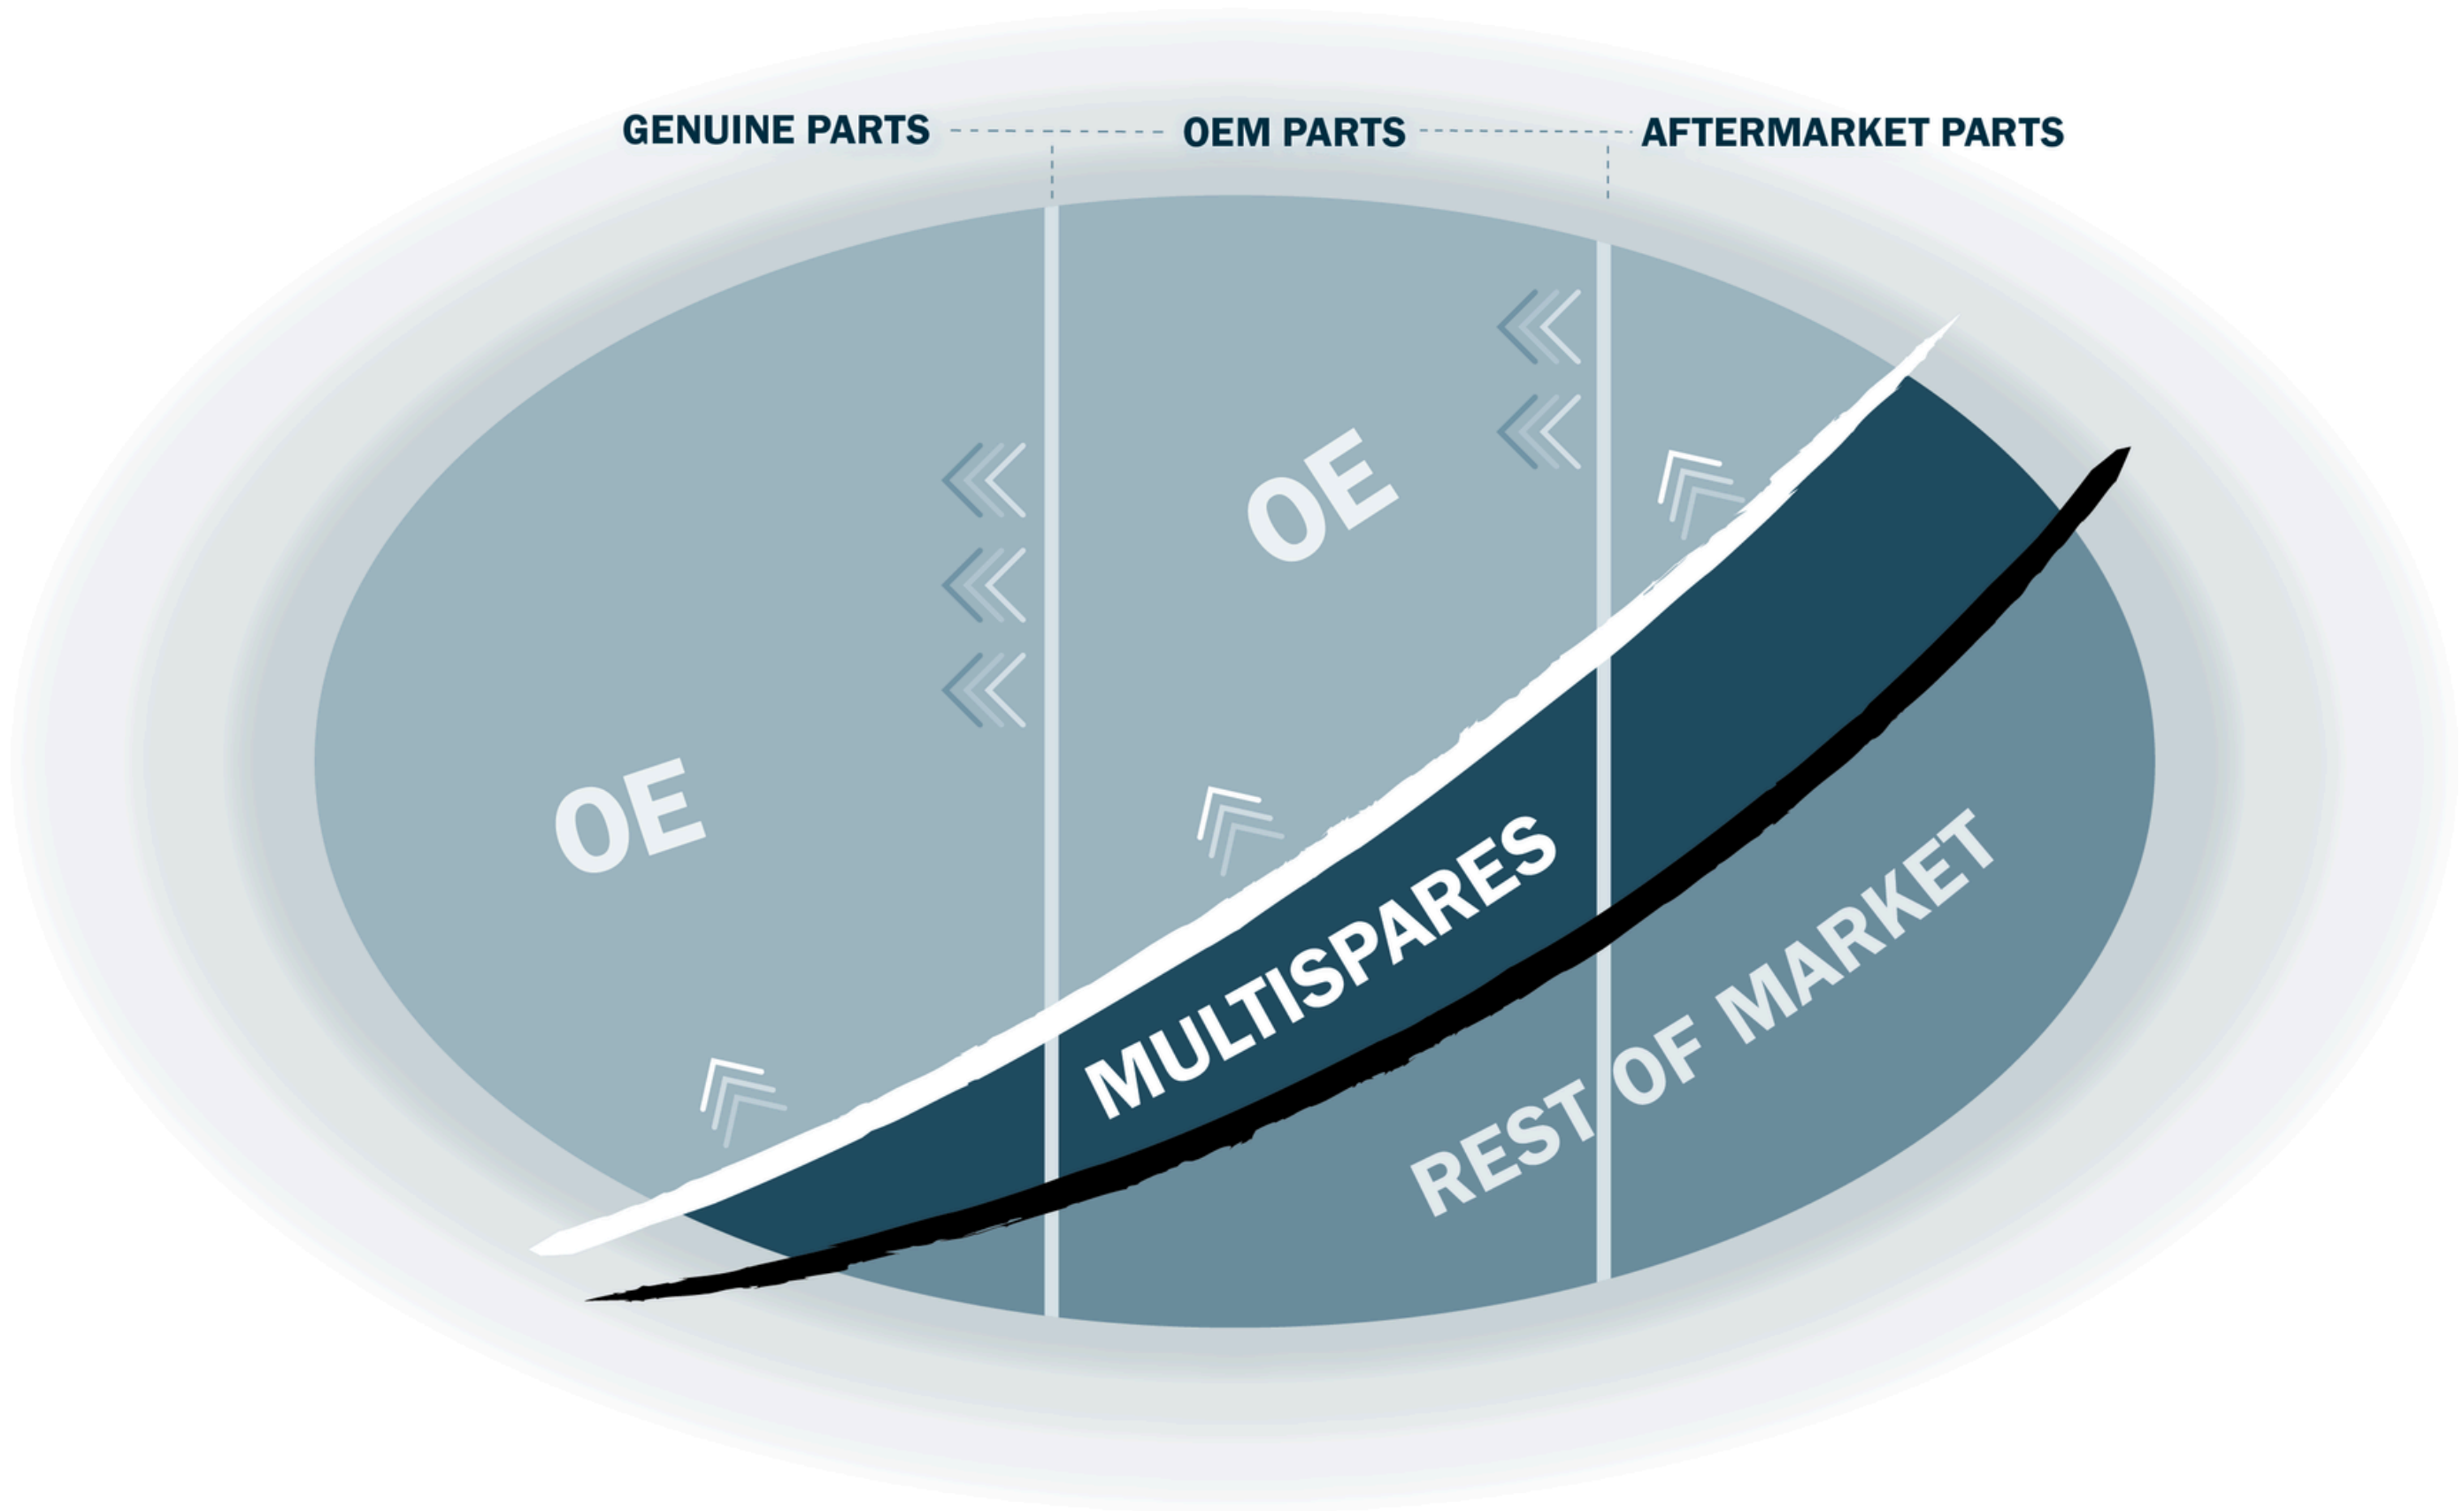 GENUINE PARTS
OEM PARTS
AFTERMARKET PARTS
OE
OE
MULTISPARES
REST OF MARKET